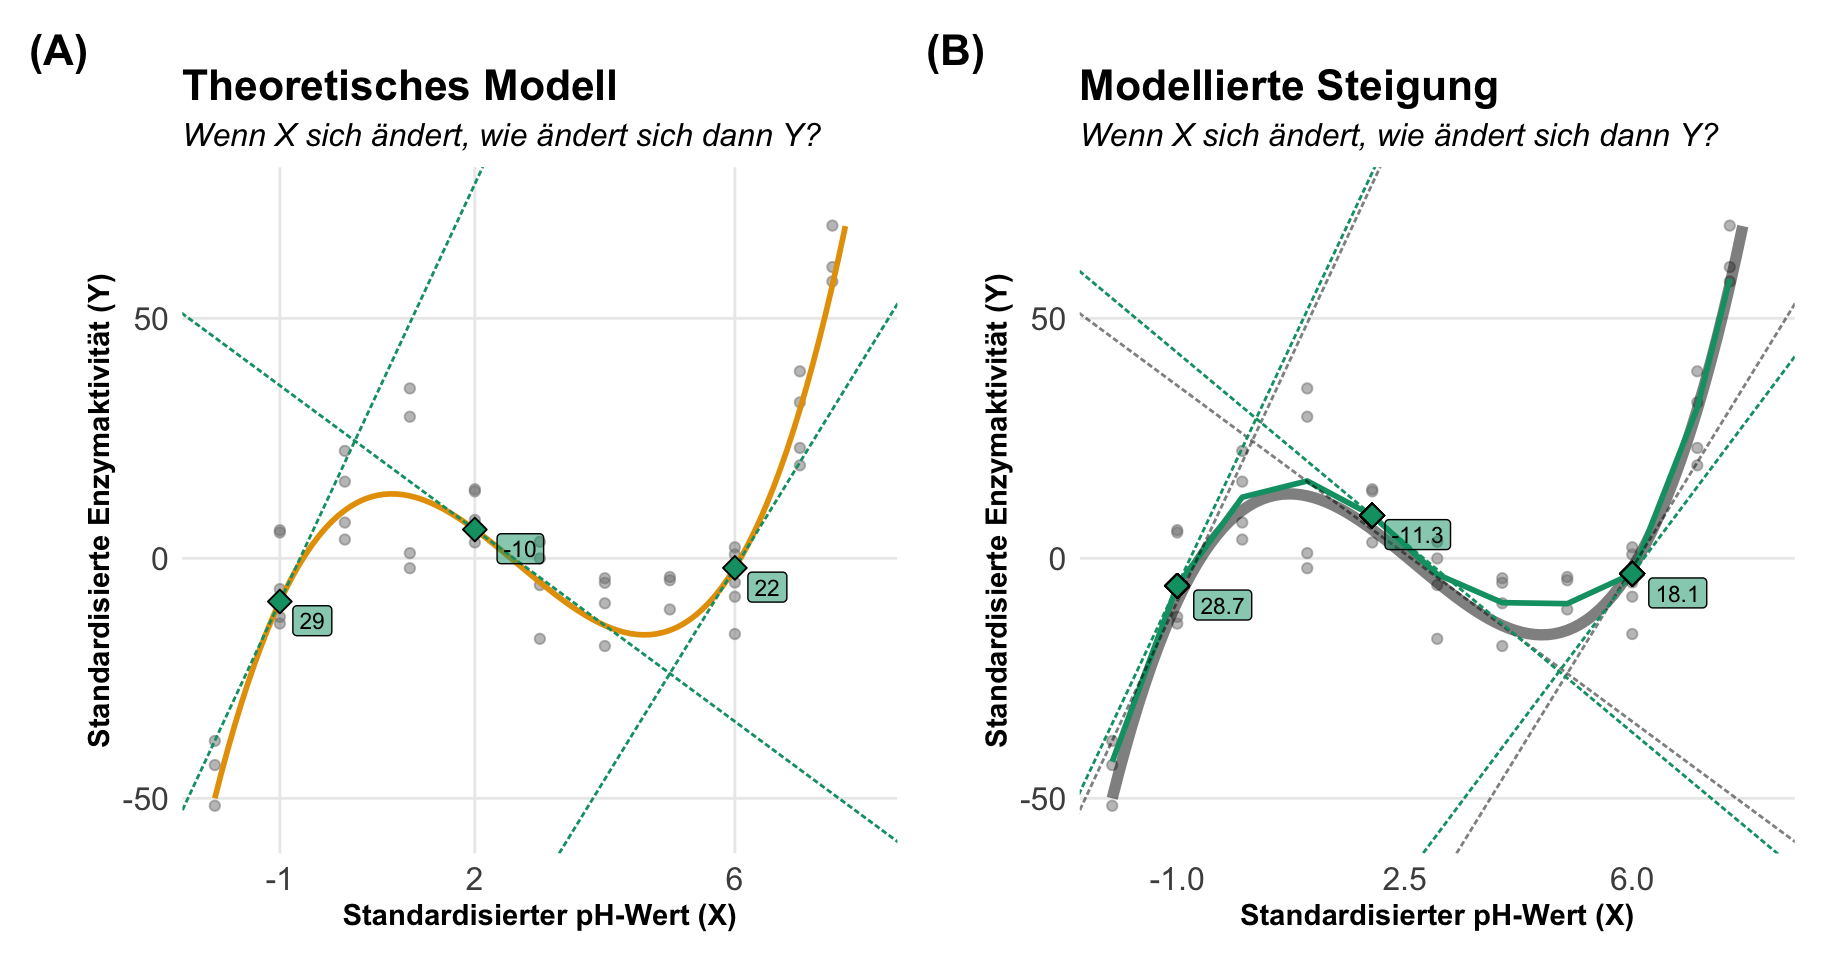 (A)
Theoretisches Modell
Wenn X sich ändert, wie ändert sich dann Y?
Standardisierte Enzymaktivität (Y)
50
0
-50
29
-10
22
-1
2
6
Standardisierter pH-Wert (X)
(B)
Modellierte Steigung
Wenn X sich ändert, wie ändert sich dann Y?
Standardisierte Enzymaktivität (Y)
50
0
-50
28.7
-11.3
18.1
-1.0
2.5
6.0
Standardisierter pH-Wert (X)